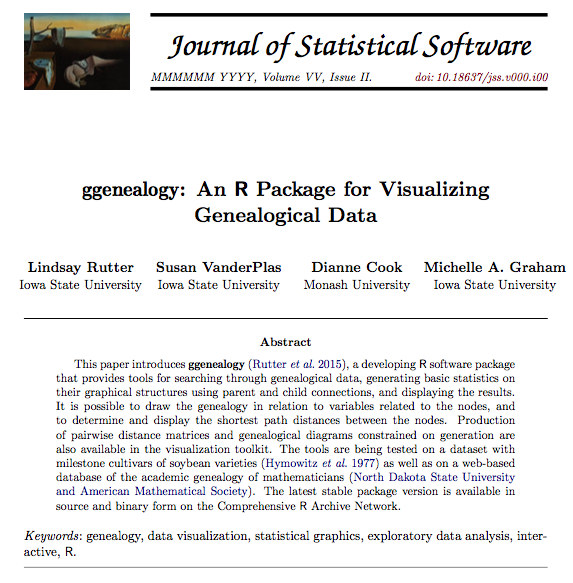 Journal of Statistical Software
MMMMMM YYYY, Volume VV, Issue II.
doi: 10.18637/jss.v000.i00
ggenealogy: An R Package for Visualizing
Genealogical Data
Lindsay Rutter
Iowa State University
Susan VanderPlas
Iowa State University
Dianne Cook
Monash University
Michelle A. Graham
Iowa State University
Abstract
This paper introduces ggenealogy (Rutter et al. 2015), a developing R software package
that provides tools for searching through genealogical data, generating basic statistics on
their graphical structures using parent and child connections, and displaying the results.
It is possible to draw the genealogy in relation to variables related to the nodes, and
to determine and display the shortest path distances between the nodes. Production
of pairwise distance matrices and genealogical diagrams constrained on generation are
also available in the visualization toolkit. The tools are being tested on a dataset with
milestone cultivars of soybean varieties (Hymowitz et al. 1977) as well as on a web-based
database of the academic genealogy of mathematicians (North Dakota State University
and American Mathematical Society). The latest stable package version is available in
source and binary form on the Comprehensive R Archive Network.
Keywords: genealogy, data visualization, statistical graphics, exploratory data analysis, inter-
active, R.